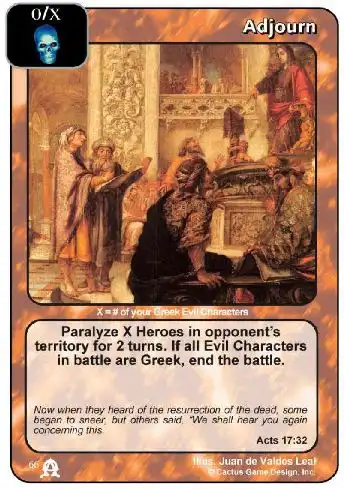 0/X
Adjourn
X = # of your Greek Evil Characters
Paralyze X Heroes in opponent's
territory for 2 turns. If all Evil Characters
in battle are Greek, end the battle.
Now when they heard of the resurrection of the dead, some
began to sneer, but others said, "We shall hear you again
concerning this.
Acts 17:32
66
Illus. Juan de Valdes Leal
© Cactus Game Design, Inc.